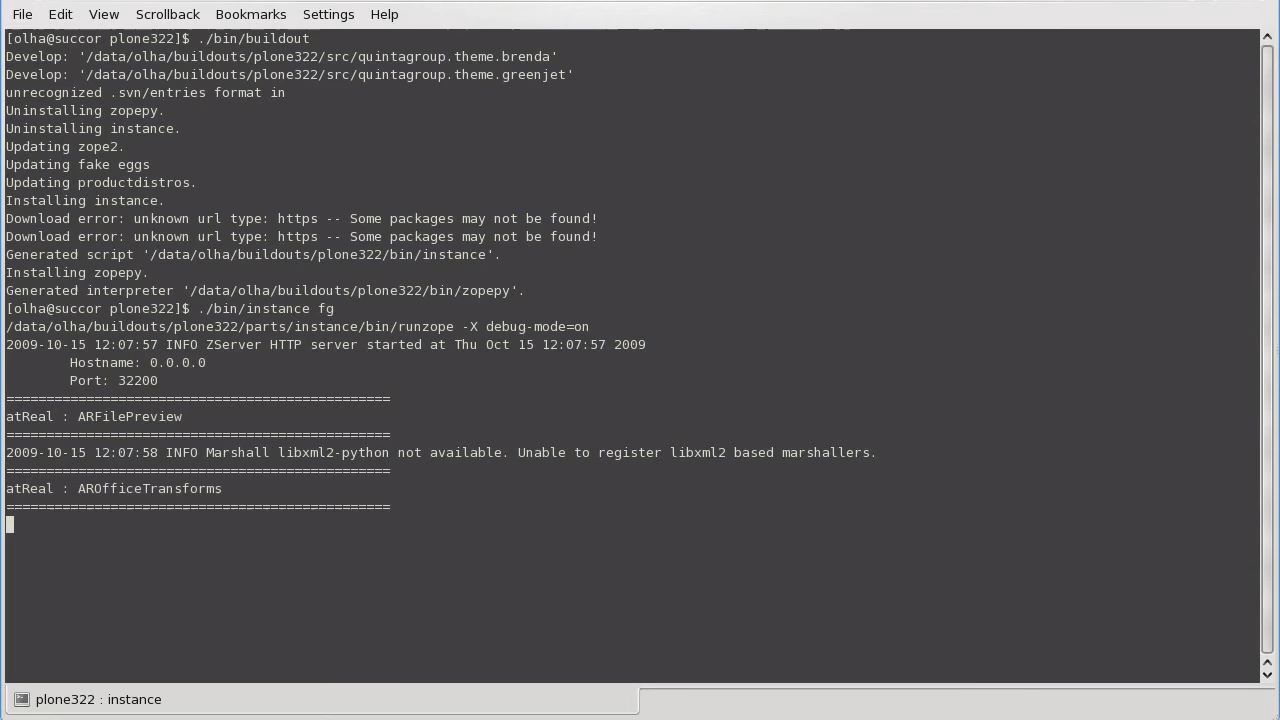 File Edit View Scrollback Bookmarks Settings Help
[olha@succor plone322]$ ./bin/buildout
Develop: '/data/olha/buildouts/plone322/src/quintagroup.theme.brenda'
Develop: '/data/olha/buildouts/plone322/src/quintagroup.theme.greenjet'
unrecognized .svn/entries format in
Uninstalling zopepy.
Uninstalling instance.
Updating zope2.
Updating fake eggs
Updating productdistros.
Installing instance.
Download error: unknown url type: https -- Some packages may not be found!
Download error: unknown url type: https -- Some packages may not be found!
Generated script '/data/olha/buildouts/plone322/bin/instance'.
Installing zopepy.
Generated interpreter '/data/olha/buildouts/plone322/bin/zopepy'.
[olha@succor plone322]$ ./bin/instance fg
/data/olha/buildouts/plone322/parts/instance/bin/runzope -X debug-mode=on
2009-10-15 12:07:57 INFO ZServer HTTP server started at Thu Oct 15 12:07:57 2009
        Hostname: 0.0.0.0
        Port: 32200
================================================
atReal : ARFilePreview
================================================
2009-10-15 12:07:58 INFO Marshall libxml2-python not available. Unable to register libxml2 based marshallers.
================================================
atReal : AROfficeTransforms
================================================
plone322 : instance